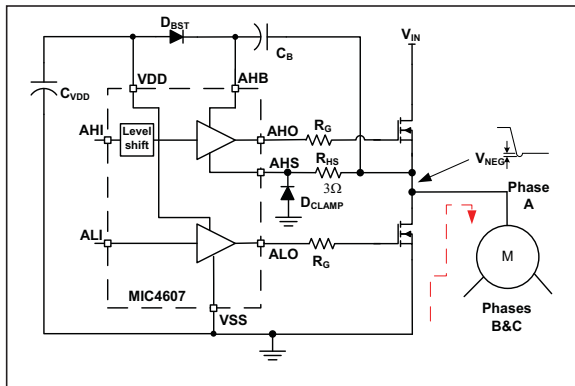 DBST
CB
VIN
CVDD
VDD
AHB
AHI
Level
shift
AHO
RG
AHS
RHS
3Ω
DCLAMP
VNEG
Phase
A
ALI
ALO
RG
M
MIC4607
VSS
Phases
B&C